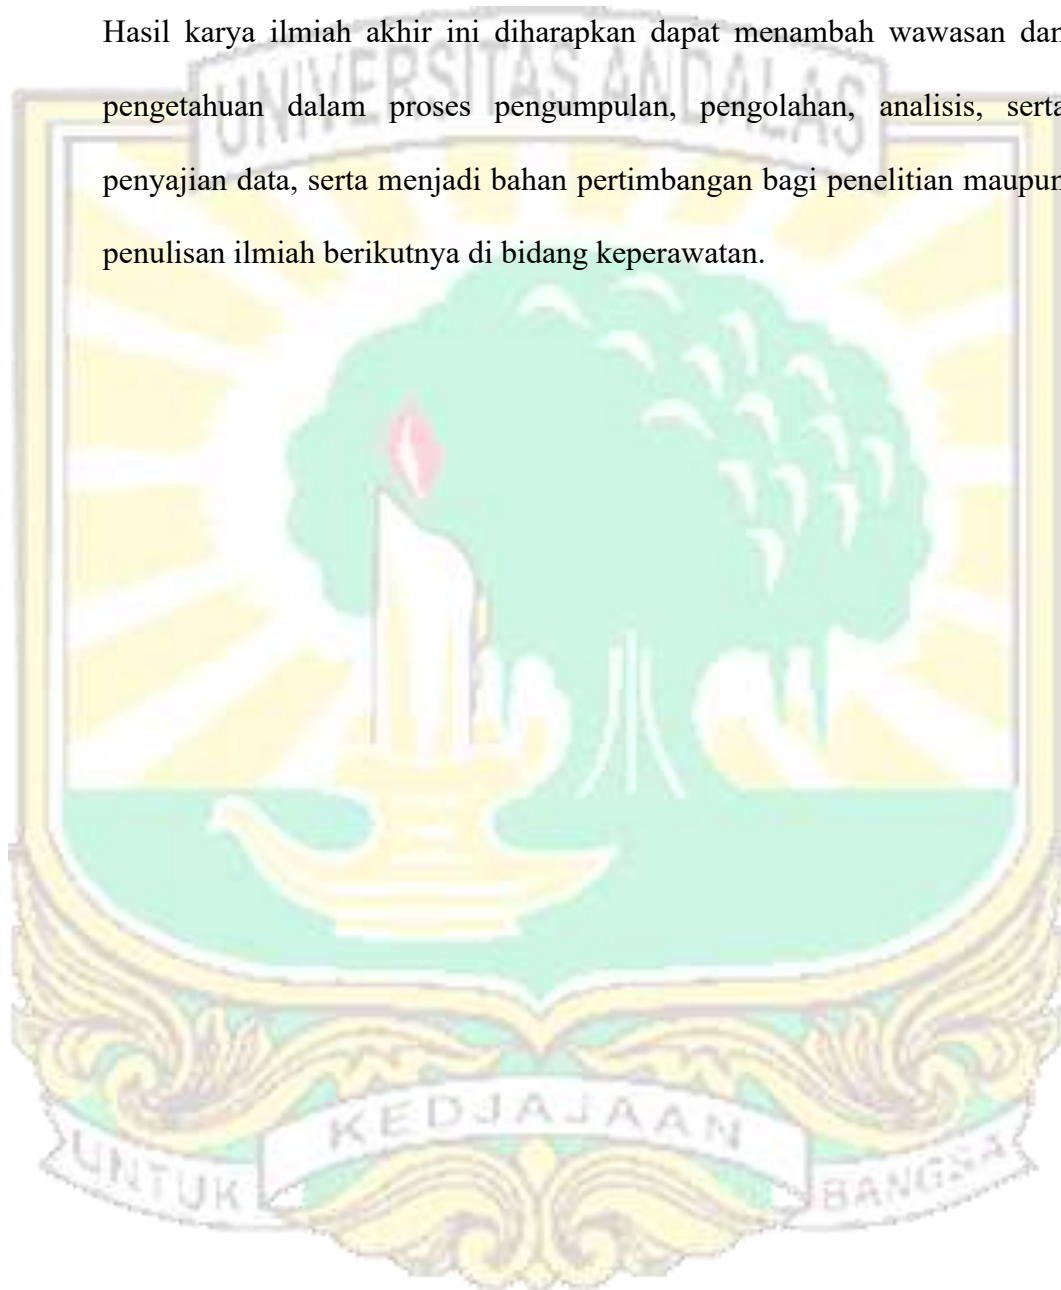 Hasil karya ilmiah akhir ini diharapkan dapat menambah wawasan dan
UNIVERSITAS ANDALAS
pengetahuan dalam proses pengumpulan, pengolahan, analisis, serta
penyajian data, serta menjadi bahan pertimbangan bagi penelitian maupun
penulisan ilmiah berikutnya di bidang keperawatan.
UNTUK KEDJAJAAN BANGSA